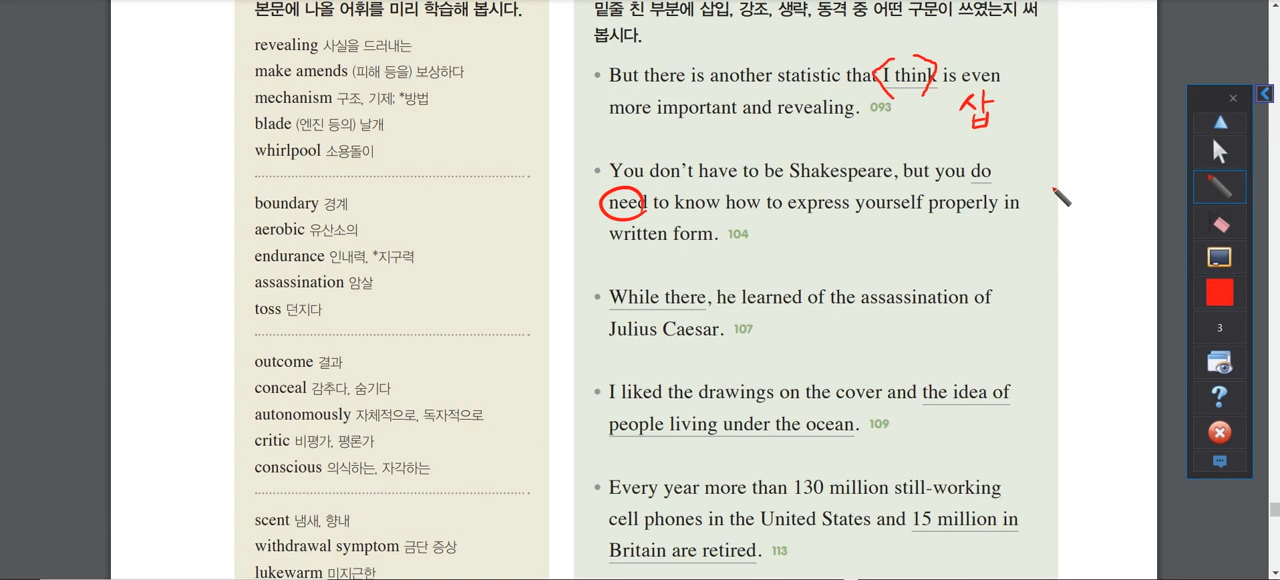 본문에 나올 어휘를 미리 학습해 봅시다.
revealing 사실을 드러내는
make amends (피해 등을) 보상하다
mechanism 구조, 기제; *방법
blade (엔진 등의) 날개
whirlpool 소용돌이
boundary 경계
aerobic 유산소의
endurance 인내력, *지구력
assassination 암살
toss 던지다
outcome 결과
conceal 감추다, 숨기다
autonomously 자체적으로, 독자적으로
critic 비평가, 평론가
conscious 의식하는, 자각하는
scent 냄새, 향내
withdrawal symptom 금단 증상
lukewarm 미지근한
밑줄 친 부분에 삽입, 강조, 생략, 동격 중 어떤 구문이 쓰였는지 써
봅시다.
• But there is another statistic that (I think) is even
more important and revealing. 093
삽
• You don't have to be Shakespeare, but you do
need to know how to express yourself properly in
written form. 104
• While there, he learned of the assassination of
Julius Caesar. 107
• I liked the drawings on the cover and the idea of
people living under the ocean. 109
• Every year more than 130 million still-working
cell phones in the United States and 15 million in
Britain are retired. 113
3